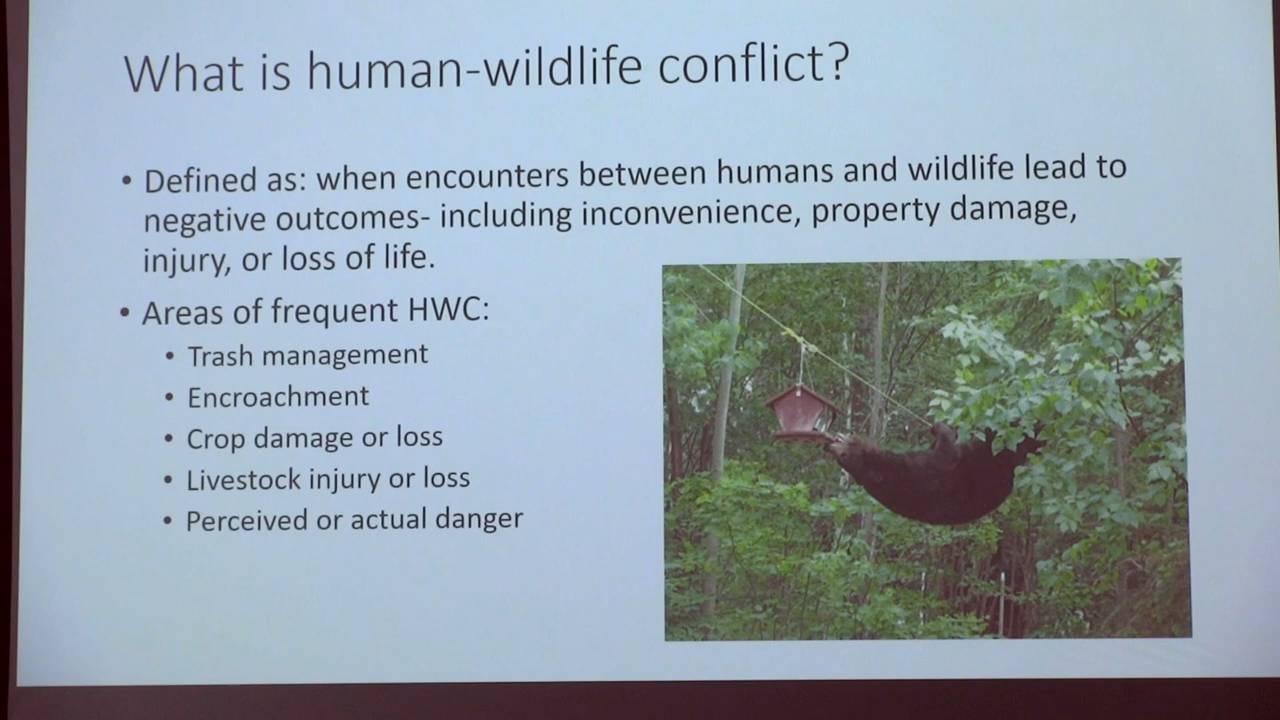 What is human-wildlife conflict?
• Defined as: when encounters between humans and wildlife lead to
negative outcomes- including inconvenience, property damage,
injury, or loss of life.
• Areas of frequent HWC:
• Trash management
• Encroachment
• Crop damage or loss
• Livestock injury or loss
• Perceived or actual danger